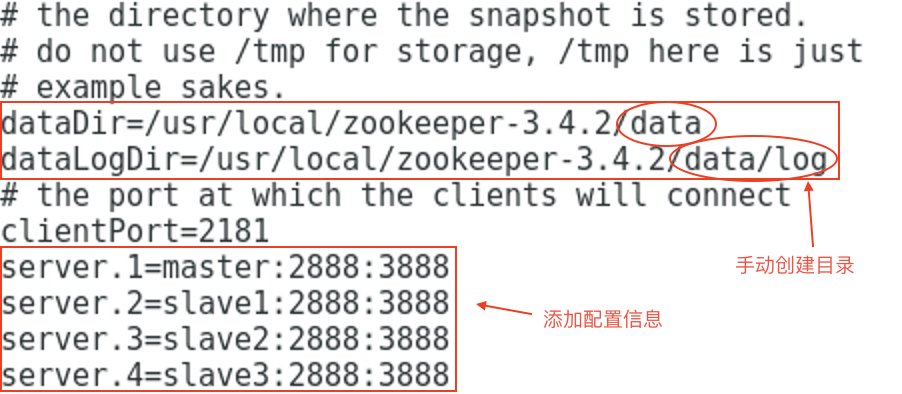 # the directory where the snapshot is stored.
# do not use /tmp for storage, /tmp here is just
# example sakes.
dataDir=/usr/local/zookeeper-3.4.2/data
dataLogDir=/usr/local/zookeeper-3.4.2/data/log
# the port at which the clients will connect
clientPort=2181
server.1=master:2888:3888
手动创建目录
server.2=slave1:2888:3888
添加配置信息
server.3=slave2:2888:3888
server.4=slave3:2888:3888